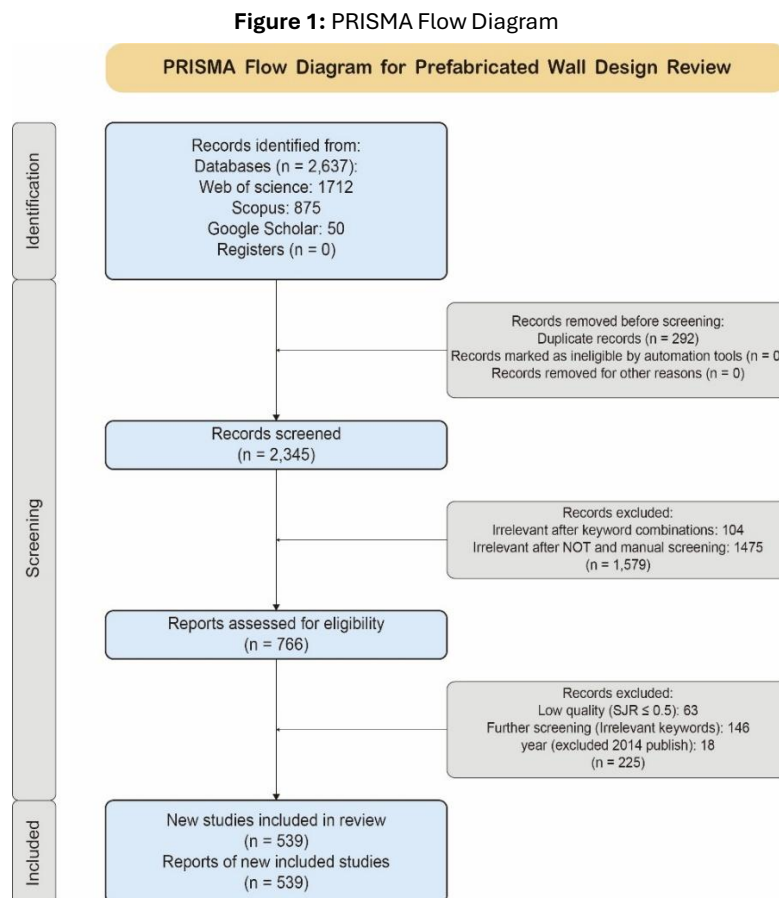 Figure 1: PRISMA Flow Diagram
PRISMA Flow Diagram for Prefabricated Wall Design Review
Identification
Records identified from:
Databases (n = 2,637):
Web of science: 1712
Scopus: 875
Google Scholar: 50
Registers (n = 0)
Screening
Records removed before screening:
Duplicate records (n = 292)
Records marked as ineligible by automation tools (n = 0
Records removed for other reasons (n = 0)
Records screened
(n = 2,345)
Records excluded:
Irrelevant after keyword combinations: 104
Irrelevant after NOT and manual screening: 1475
(n = 1,579)
Reports assessed for eligibility
(n = 766)
Records excluded:
Low quality (SJR ≤ 0.5): 63
Further screening (Irrelevant keywords): 146
year (excluded 2014 publish): 18
(n = 225)
Included
New studies included in review
(n = 539)
Reports of new included studies
(n = 539)